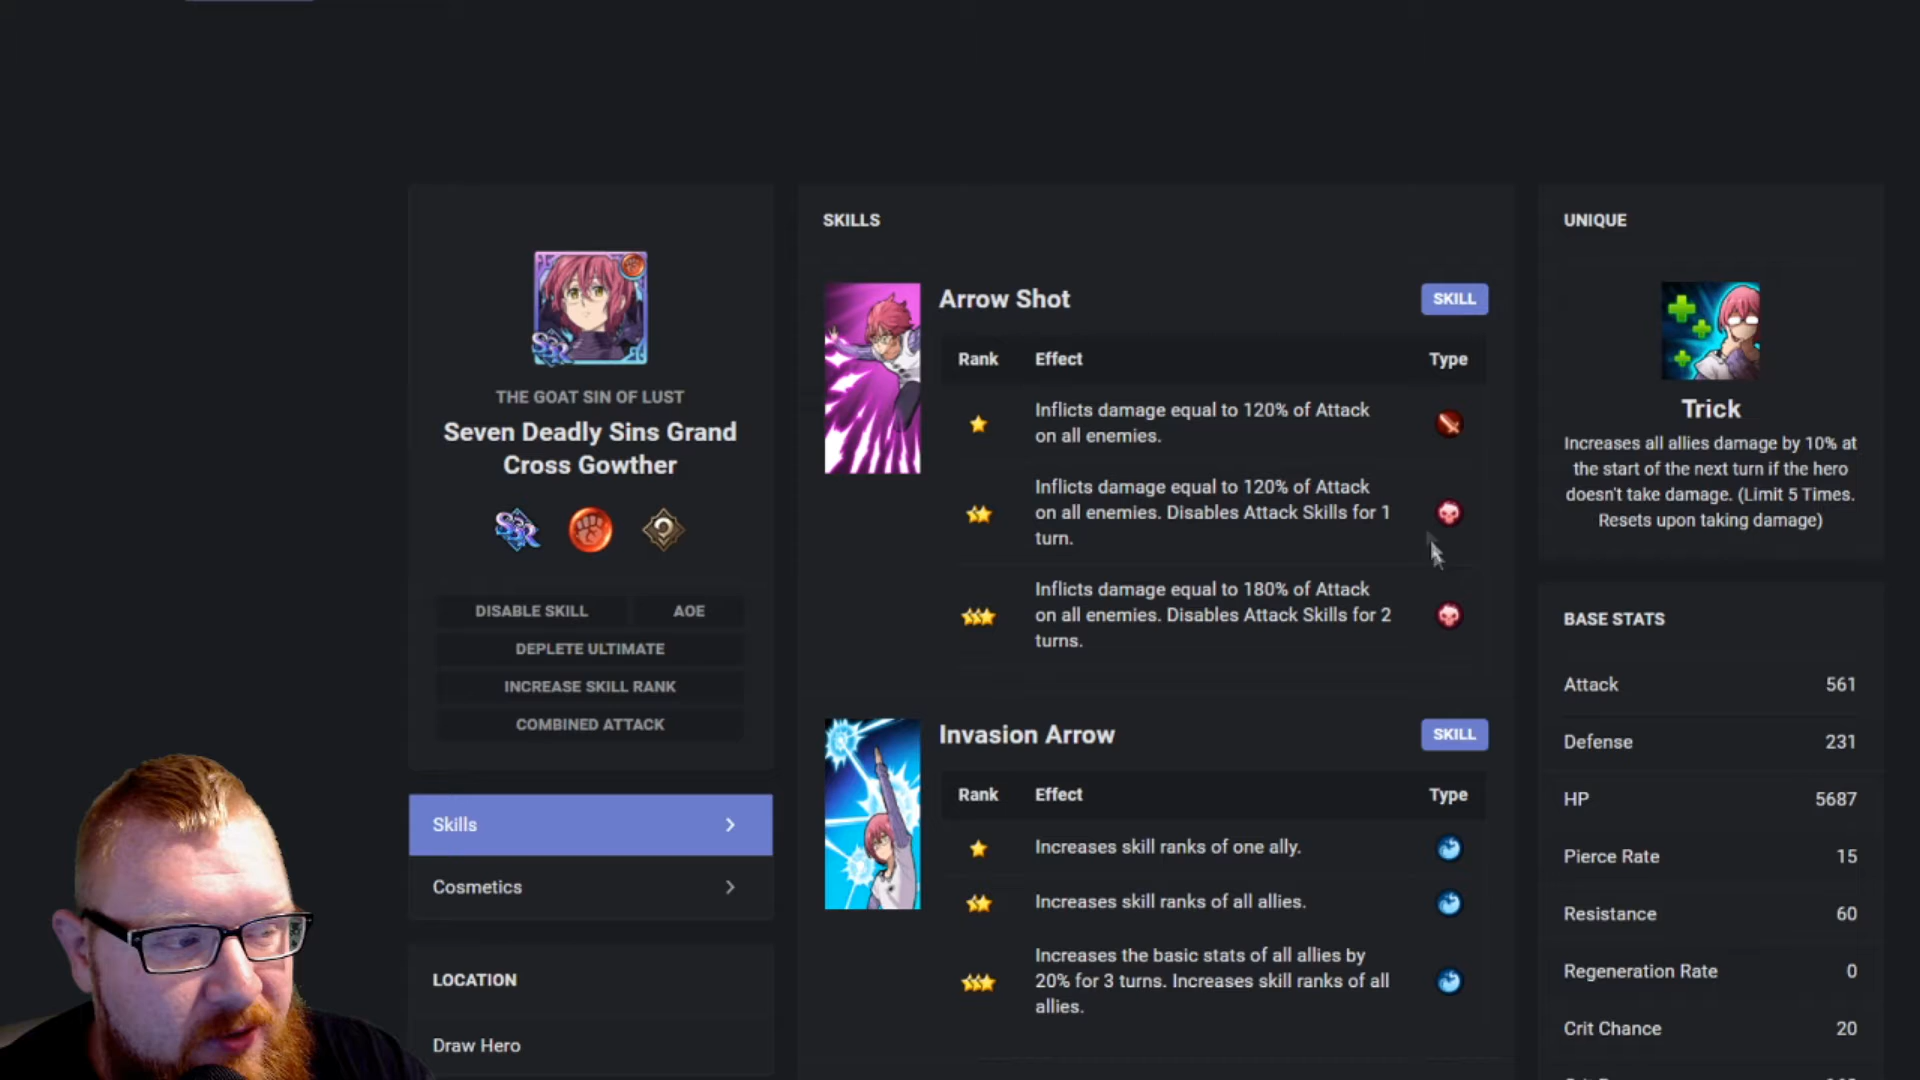 THE GOAT SIN OF LUST
Seven Deadly Sins Grand
Cross Gowther
SSR
DISABLE SKILL
AOE
DEPLETE ULTIMATE
INCREASE SKILL RANK
COMBINED ATTACK
Skills
Cosmetics
LOCATION
Draw Hero
SKILLS
Arrow Shot
SKILL
Rank Effect Type
Inflicts damage equal to 120% of Attack
on all enemies.
Inflicts damage equal to 120% of Attack
on all enemies. Disables Attack Skills for 1
turn.
Inflicts damage equal to 180% of Attack
on all enemies. Disables Attack Skills for 2
turns.
Invasion Arrow
SKILL
Rank Effect Type
Increases skill ranks of one ally.
Increases skill ranks of all allies.
Increases the basic stats of all allies by
20% for 3 turns. Increases skill ranks of all
allies.
UNIQUE
Trick
Increases all allies damage by 10% at
the start of the next turn if the hero
doesn't take damage. (Limit 5 Times.
Resets upon taking damage)
BASE STATS
Attack 561
Defense 231
HP 5687
Pierce Rate 15
Resistance 60
Regeneration Rate 0
Crit Chance 20